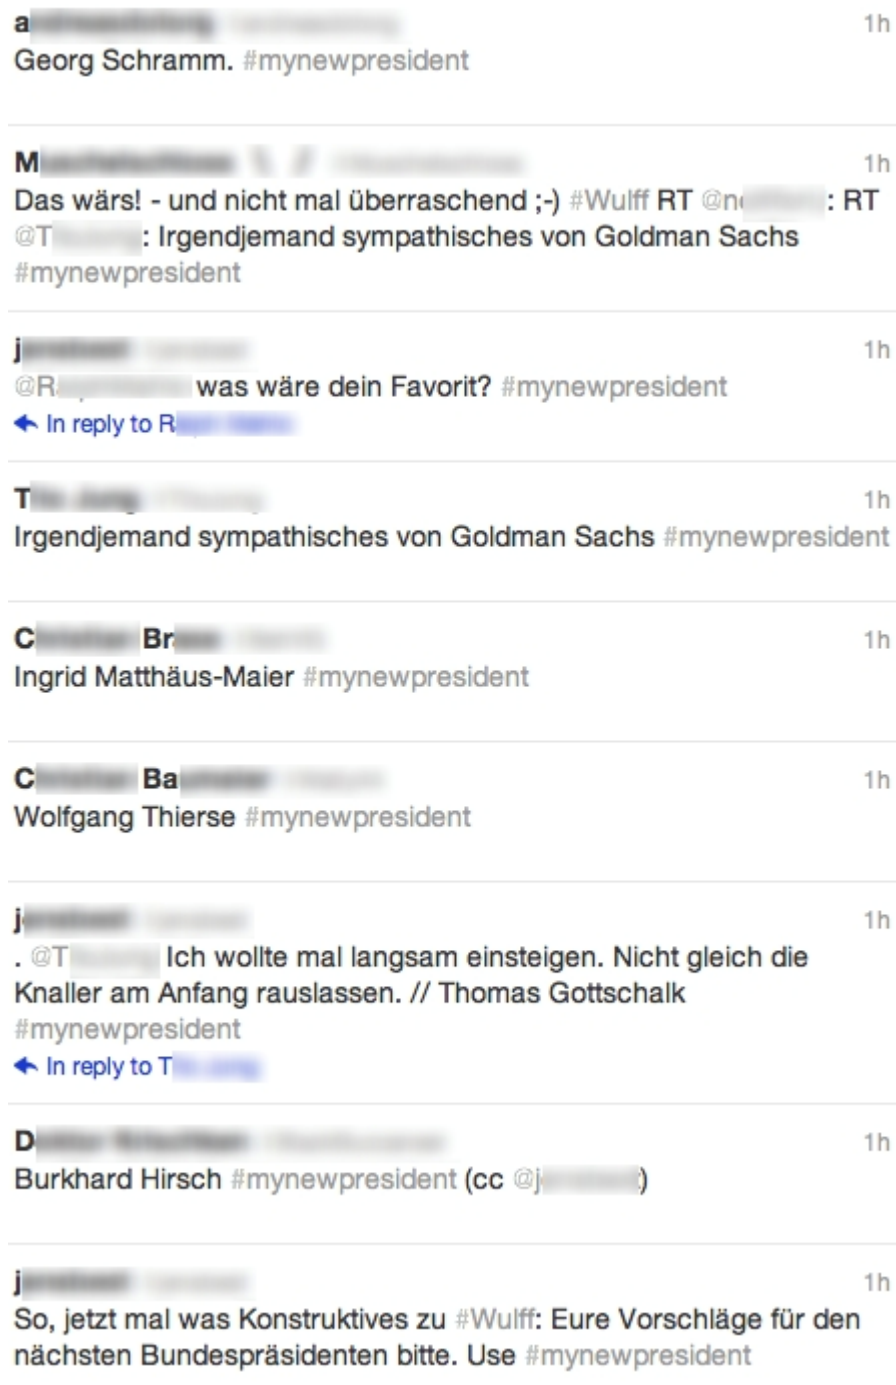 a 1h
Georg Schramm. #mynewpresident
M 1h
Das wärs! - und nicht mal überraschend ;-) #Wulff RT @n : RT
@T : Irgendjemand sympathisches von Goldman Sachs
#mynewpresident
j 1h
@R was wäre dein Favorit? #mynewpresident
In reply to R
T 1h
Irgendjemand sympathisches von Goldman Sachs #mynewpresident
C Br 1h
Ingrid Matthäus-Maier #mynewpresident
C Ba 1h
Wolfgang Thierse #mynewpresident
j 1h
. @T Ich wollte mal langsam einsteigen. Nicht gleich die
Knaller am Anfang rauslassen. // Thomas Gottschalk
#mynewpresident
In reply to T
D 1h
Burkhard Hirsch #mynewpresident (cc @j )
j 1h
So, jetzt mal was Konstruktives zu #Wulff: Eure Vorschläge für den
nächsten Bundespräsidenten bitte. Use #mynewpresident